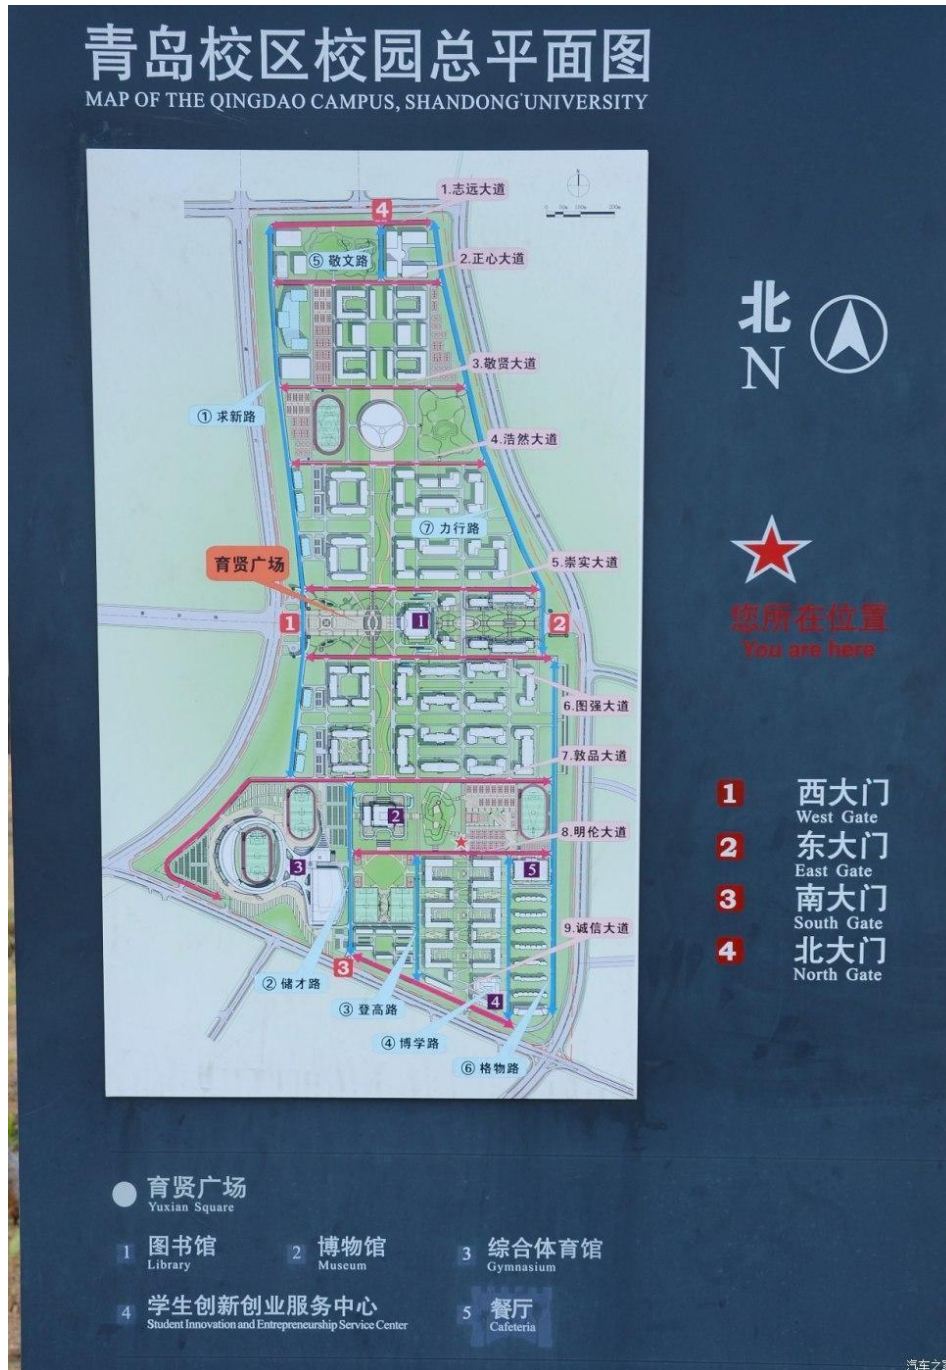 青岛校区校园总平面图
MAP OF THE QINGDAO CAMPUS, SHANDONG UNIVERSITY
1.志远大道
4
⑤ 敬文路
2.正心大道
3.敬贤大道
① 求新路
4.浩然大道
⑦ 力行路
育贤广场
5.崇实大道
1
1
2
6.图强大道
7.敦品大道
2
8.明伦大道
3
5
9.诚信大道
3
② 储才路
③ 登高路
4
④ 博学路
⑥ 格物路
北
N
您所在位置
You are here
1 西大门
West Gate
2 东大门
East Gate
3 南大门
South Gate
4 北大门
North Gate
育贤广场
Yuxian Square
1 图书馆
Library
2 博物馆
Museum
3 综合体育馆
Gymnasium
4 学生创新创业服务中心
Student Innovation and Entrepreneurship Service Center
5 餐厅
Cafeteria
汽车之